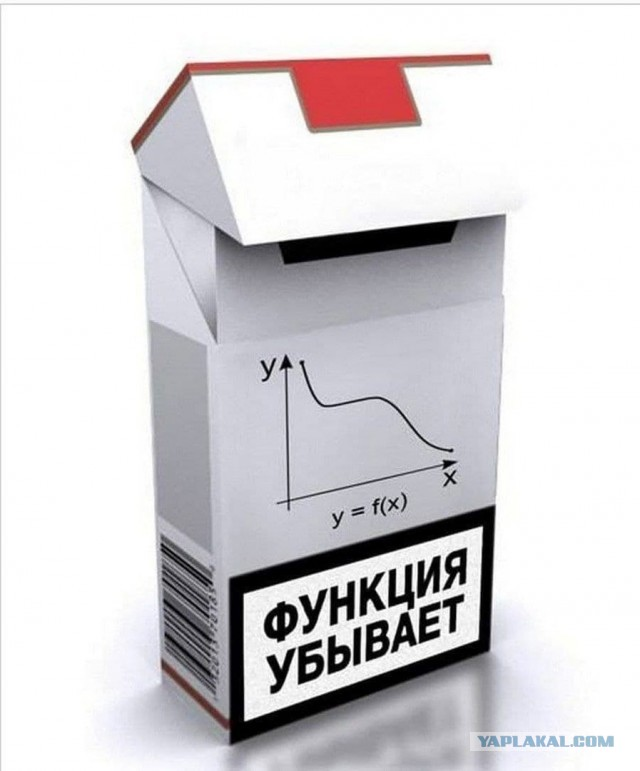 y
x
y = f(x)
ФУНКЦИЯ
УБЫВАЕТ
YAPLAKAL.COM